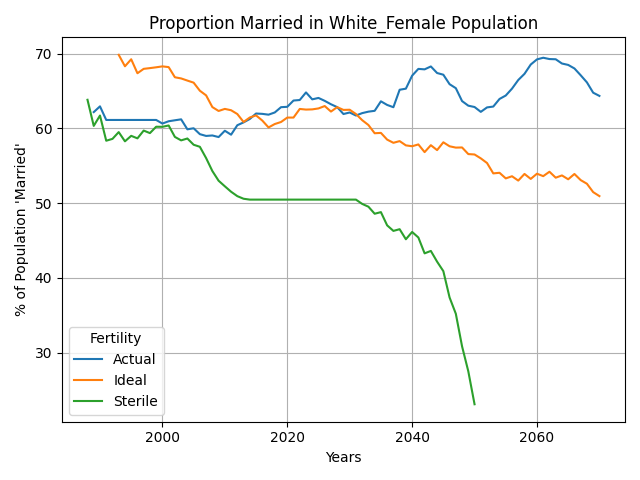 Proportion Married in White_Female Population
% of Population 'Married'
70
60
50
40
30
Fertility
Actual
Ideal
Sterile
2000
2020
2040
2060
Years